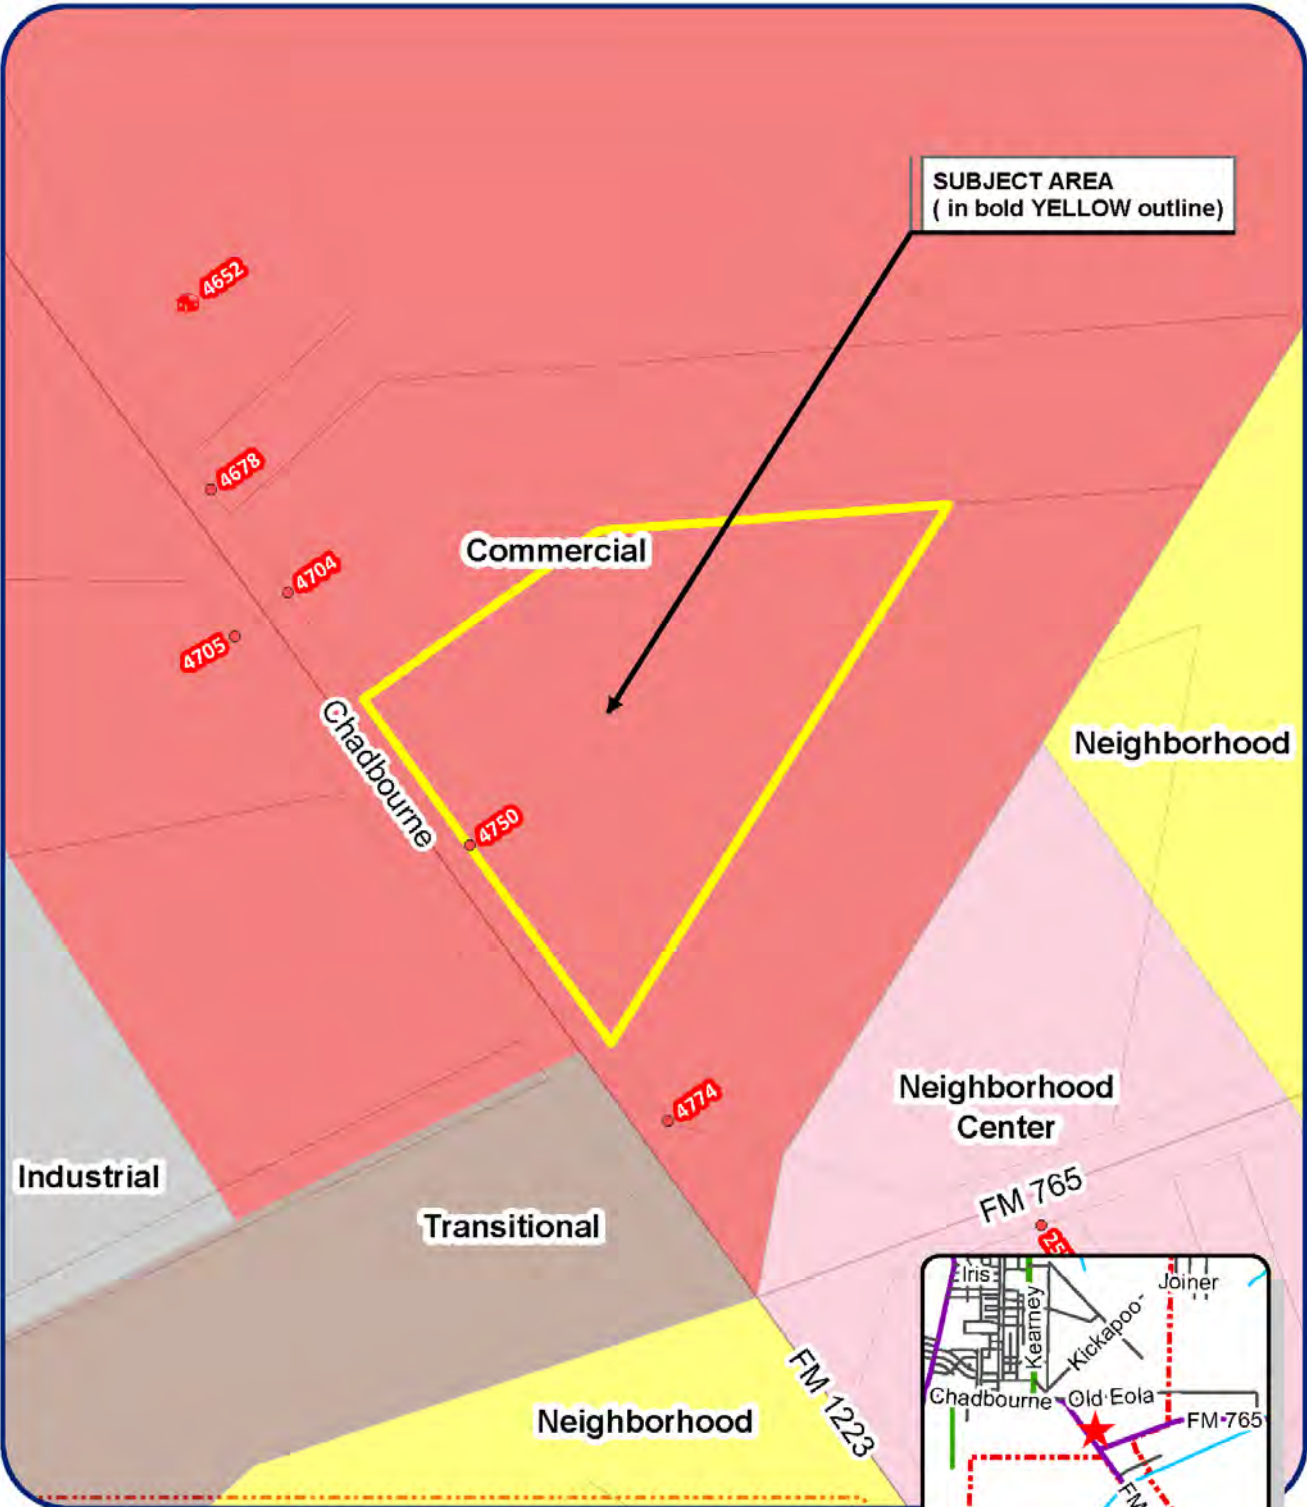 SUBJECT AREA
( in bold YELLOW outline)
4652
4678
4704
4705
Commercial
Chadbourne
Neighborhood
4750
4774
Neighborhood
Center
Industrial
Transitional
FM 765
Neighborhood
FM 1223
Iris
Joiner
Kearney
Kickapoo
Chadbourne
Old Eola
FM 765
FM